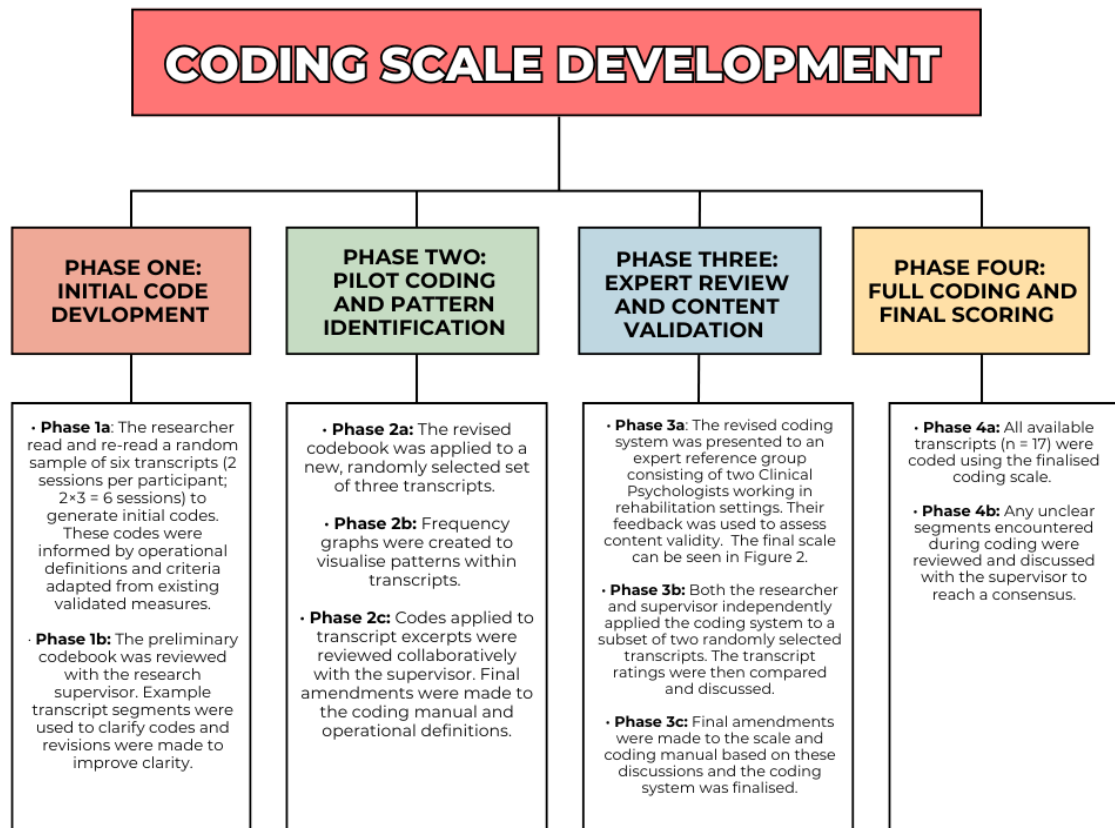 CODING SCALE DEVELOPMENT
PHASE ONE:
INITIAL CODE
DEVLOPMENT
• Phase 1a: The researcher
read and re-read a random
sample of six transcripts (2
sessions per participant;
2×3 = 6 sessions) to
generate initial codes.
These codes were
informed by operational
definitions and criteria
adapted from existing
validated measures.
· Phase 1b: The preliminary
codebook was reviewed
with the research
supervisor. Example
transcript segments were
used to clarify codes and
revisions were made to
improve clarity.
PHASE TWO:
PILOT CODING
AND PATTERN
IDENTIFICATION
• Phase 2a: The revised
codebook was applied to a
new, randomly selected set
of three transcripts.
• Phase 2b: Frequency
graphs were created to
visualise patterns within
transcripts.
• Phase 2c: Codes applied to
transcript excerpts were
reviewed collaboratively
with the supervisor. Final
amendments were made to
the coding manual and
operational definitions.
PHASE THREE:
EXPERT REVIEW
AND CONTENT
VALIDATION
• Phase 3a: The revised coding
system was presented to an
expert reference group
consisting of two Clinical
Psychologists working in
rehabilitation settings. Their
feedback was used to assess
content validity. The final scale
can be seen in Figure 2.
• Phase 3b: Both the researcher
and supervisor independently
applied the coding system to a
subset of two randomly selected
transcripts. The transcript
ratings were then compared
and discussed.
• Phase 3c: Final amendments
were made to the scale and
coding manual based on these
discussions and the coding
system was finalised.
PHASE FOUR:
FULL CODING AND
FINAL SCORING
• Phase 4a: All available
transcripts (n = 17) were
coded using the finalised
coding scale.
• Phase 4b: Any unclear
segments encountered
during coding were
reviewed and discussed
with the supervisor to
reach a consensus.